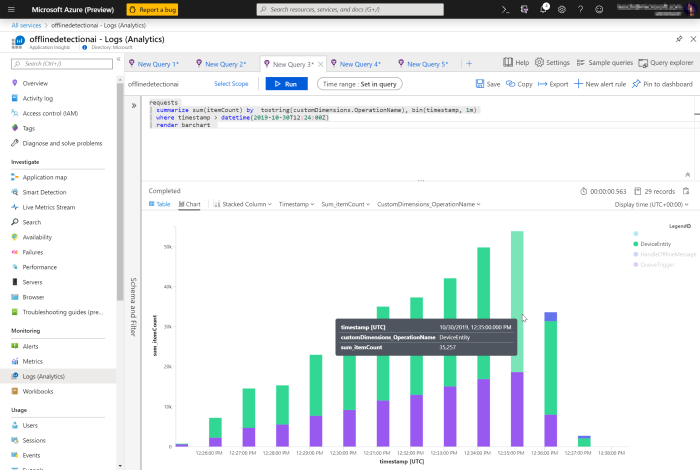 Microsoft Azure (Preview)
Report a bug
Search resources, services, and docs (G+/)
All services > offlinedetectionai - Logs (Analytics)
offlinedetectionai - Logs (Analytics)
Application Insights
Directory: Microsoft
Search (Ctrl+/)
Overview
Activity log
Access control (IAM)
Tags
Diagnose and solve problems
Investigate
Application map
Smart Detection
Live Metrics Stream
Search
Availability
Failures
Performance
Servers
Browser
Troubleshooting guides (pre...
Monitoring
Alerts
Metrics
Logs (Analytics)
Workbooks
Usage
Users
Sessions
Events
New Query 1*
New Query 2*
New Query 3*
New Query 4*
New Query 5*
Help
Settings
Sample queries
Query explorer
offlinedetectionai
Select Scope
Run
Time range : Set in query
Save
Copy
Export
New alert rule
Pin to dashboard
requests
| summarize sum(itemCount) by tostring(customDimensions.OperationName), bin(timestamp, 1m)
| where timestamp > datetime(2019-10-30T12:24:00Z)
| render barchart
Schema and Filter
Completed
00:00:00.563
29 records
Table
Chart
Stacked Column
Timestamp
Sum_itemCount
CustomDimensions_OperationName
Display time (UTC+00:00)
Legend
DeviceEntity
HandleOfflineMessage
QueueTrigger
sum_itemCount
50k
40k
30k
20k
10k
0
timestamp [UTC] 10/30/2019, 12:35:00.000 PM
customDimensions_OperationName DeviceEntity
sum_itemCount 35,257
12:26:00 PM
12:27:00 PM
12:28:00 PM
12:29:00 PM
12:30:00 PM
12:31:00 PM
12:32:00 PM
12:33:00 PM
12:34:00 PM
12:35:00 PM
12:36:00 PM
12:37:00 PM
12:38:00 PM
timestamp [UTC]